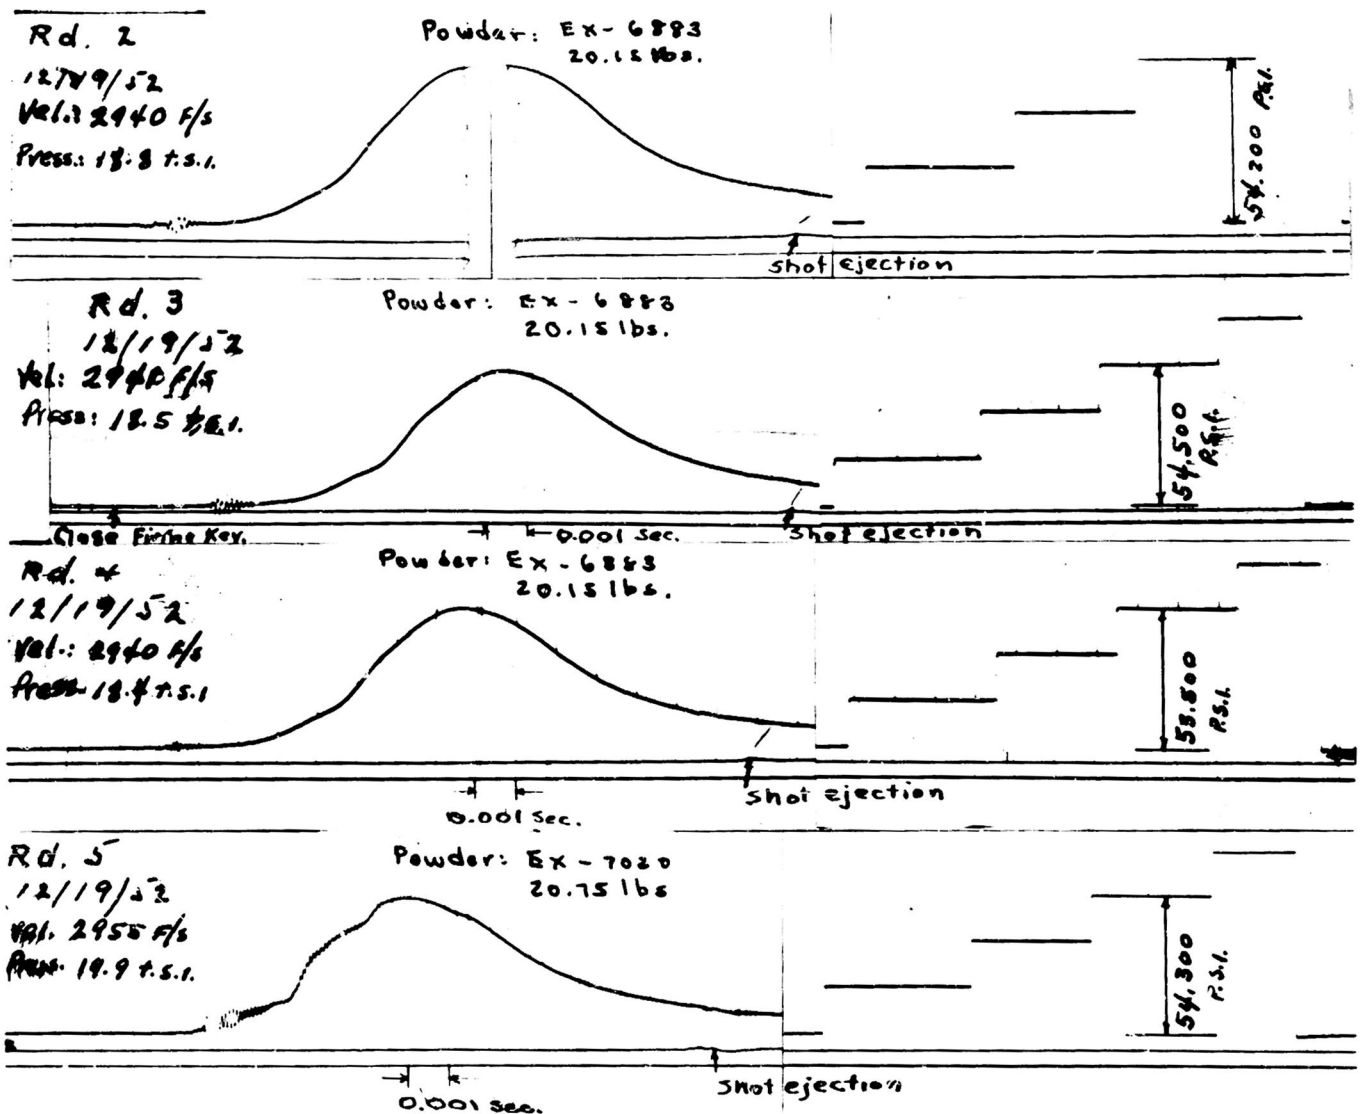 Rd. 2
12/19/52
Vel.: 2940 F/s
Press.: 18.8 t.s.i.
Powder: EX-6883
20.15 lbs.
54,200 P.S.I.
Shot ejection
Rd. 3
12/19/52
Vel: 2940 F/S
Press: 18.5 t.s.i.
Powder: EX-6883
20.15 lbs.
54,500
P.S.I.
Close Firing Key.
0.001 sec.
Shot ejection
Rd. 4
12/19/52
Vel.: 2940 F/s
Press. 18.4 t.s.i
Powder: EX-6883
20.15 lbs.
53,500
P.S.I.
0.001 sec.
Shot ejection
Rd. 5
12/19/52
Vel. 2955 F/s
Press. 19.9 t.s.i.
Powder: EX-7020
20.75 lbs
54,300
P.S.I.
0.001 sec.
Shot ejection